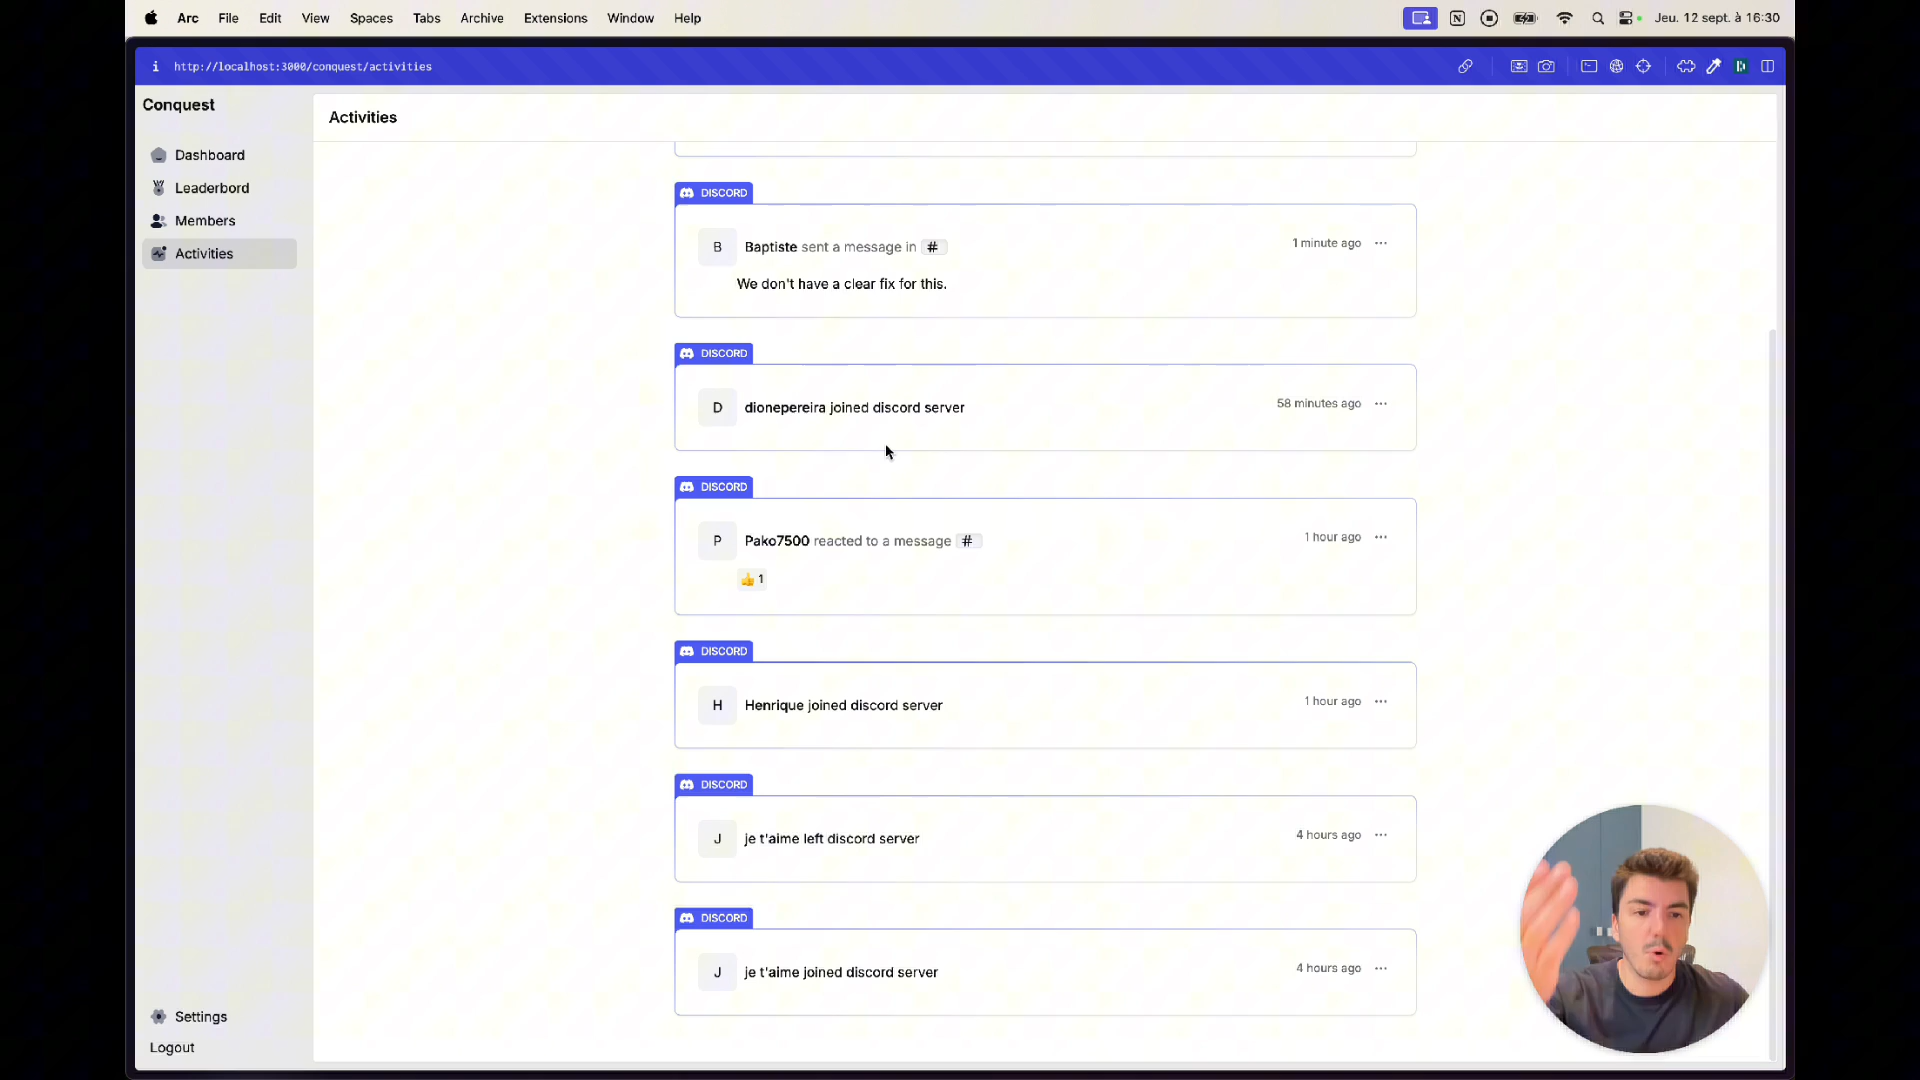 Arc File Edit View Spaces Tabs Archive Extensions Window Help Jeu. 12 sept. à 16:30
http://localhost:3000/conquest/activities
Conquest
Dashboard
Leaderbord
Members
Activities
Settings
Logout
Activities
DISCORD
B Baptiste sent a message in # 1 minute ago
We don't have a clear fix for this.
DISCORD
D dionepereira joined discord server 58 minutes ago
DISCORD
P Pako7500 reacted to a message # 1 hour ago
👍 1
DISCORD
H Henrique joined discord server 1 hour ago
DISCORD
J je t'aime left discord server 4 hours ago
DISCORD
J je t'aime joined discord server 4 hours ago